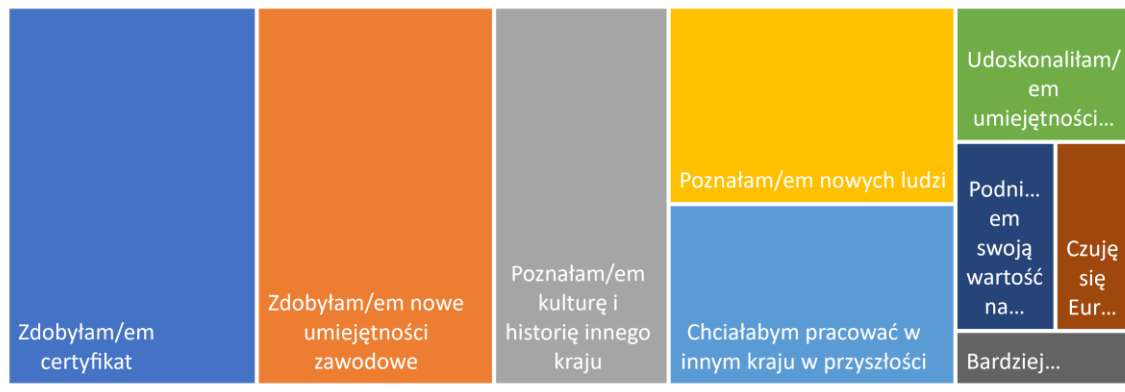 Zdobyłam/em
certyfikat
Zdobyłam/em nowe
umiejętności
zawodowe
Poznałam/em
kulturę i
historię innego
kraju
Poznałam/em nowych ludzi
Chciałabym pracować w
innym kraju w przyszłości
Udoskonaliłam/
em
umiejętności...
Podni...
em
swoją
wartość
na...
Czuję
się
Eur...
Bardziej...